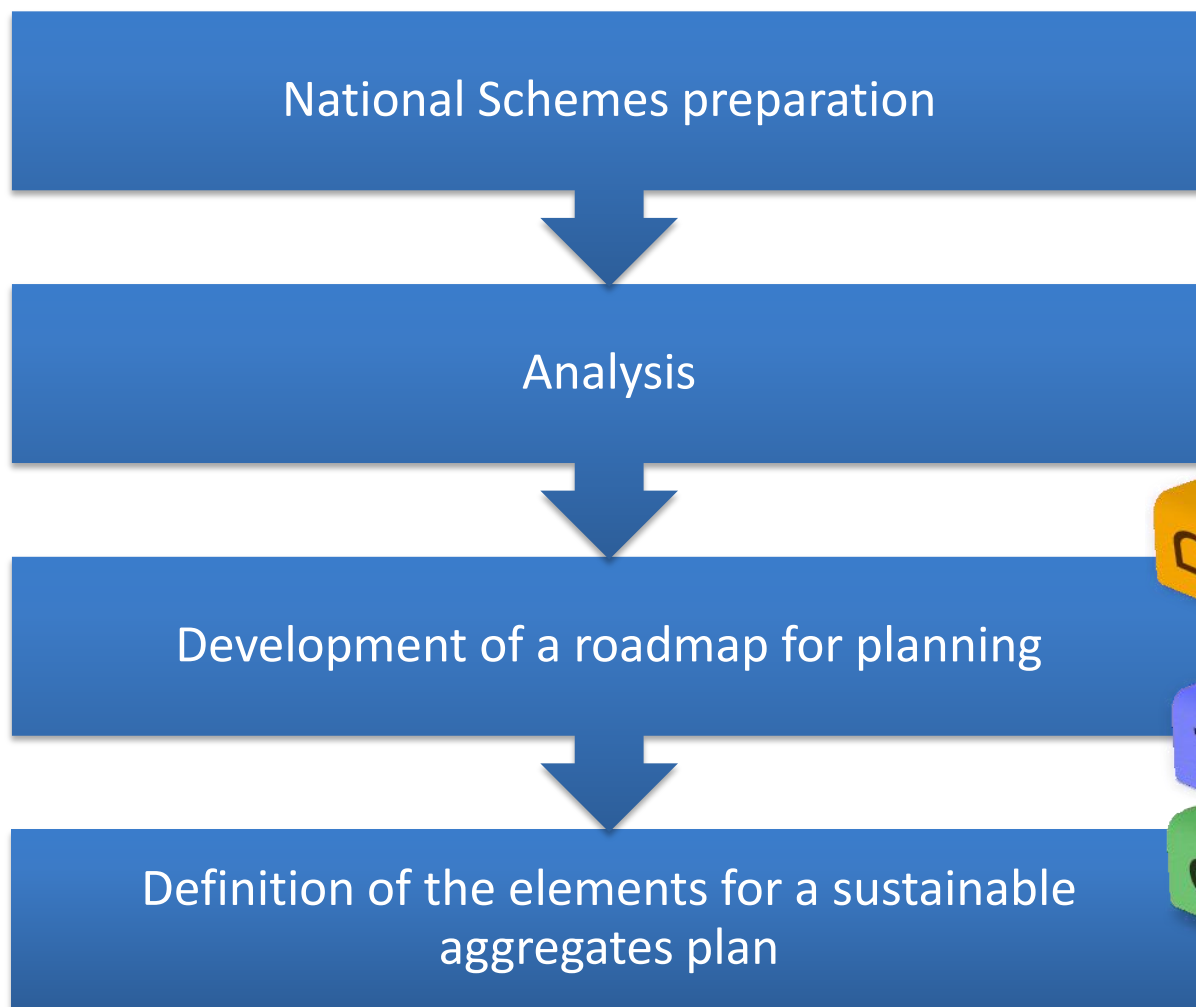 National Schemes preparation
Analysis
Development of a roadmap for planning
Definition of the elements for a sustainable
aggregates plan